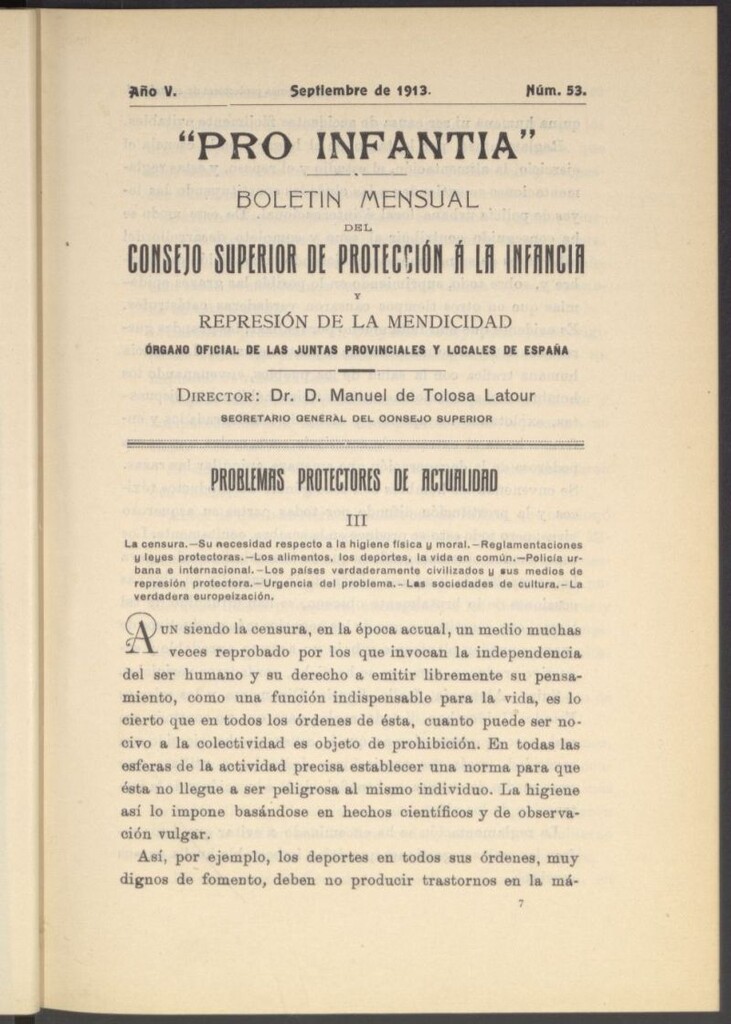 Año V. Septiembre de 1913. Núm. 53.
“PRO INFANTIA”
BOLETIN MENSUAL
DEL
CONSEJO SUPERIOR DE PROTECCIÓN Á LA INFANCIA
Y
REPRESIÓN DE LA MENDICIDAD
ÓRGANO OFICIAL DE LAS JUNTAS PROVINCIALES Y LOCALES DE ESPAÑA
DIRECTOR: Dr. D. Manuel de Tolosa Latour
SECRETARIO GENERAL DEL CONSEJO SUPERIOR
PROBLEMAS PROTECTORES DE ACTUALIDAD
III
La censura.—Su necesidad respecto a la higiene física y moral.—Reglamentaciones
y leyes protectoras.—Los alimentos, los deportes, la vida en común.—Policía ur-
bana e internacional.—Los países verdaderamente civilizados y sus medios de
represión protectora.—Urgencia del problema.—Las sociedades de cultura.—La
verdadera europeización.
AUN siendo la censura, en la época actual, un medio muchas
veces reprobado por los que invocan la independencia
del ser humano y su derecho a emitir libremente su pensa-
miento, como una función indispensable para la vida, es lo
cierto que en todos los órdenes de ésta, cuanto puede ser no-
civo a la colectividad es objeto de prohibición. En todas las
esferas de la actividad precisa establecer una norma para que
ésta no llegue a ser peligrosa al mismo individuo. La higiene
así lo impone basándose en hechos científicos y de observa-
ción vulgar.
Así, por ejemplo, los deportes en todos sus órdenes, muy
dignos de fomento, deben no producir trastornos en la má-
7